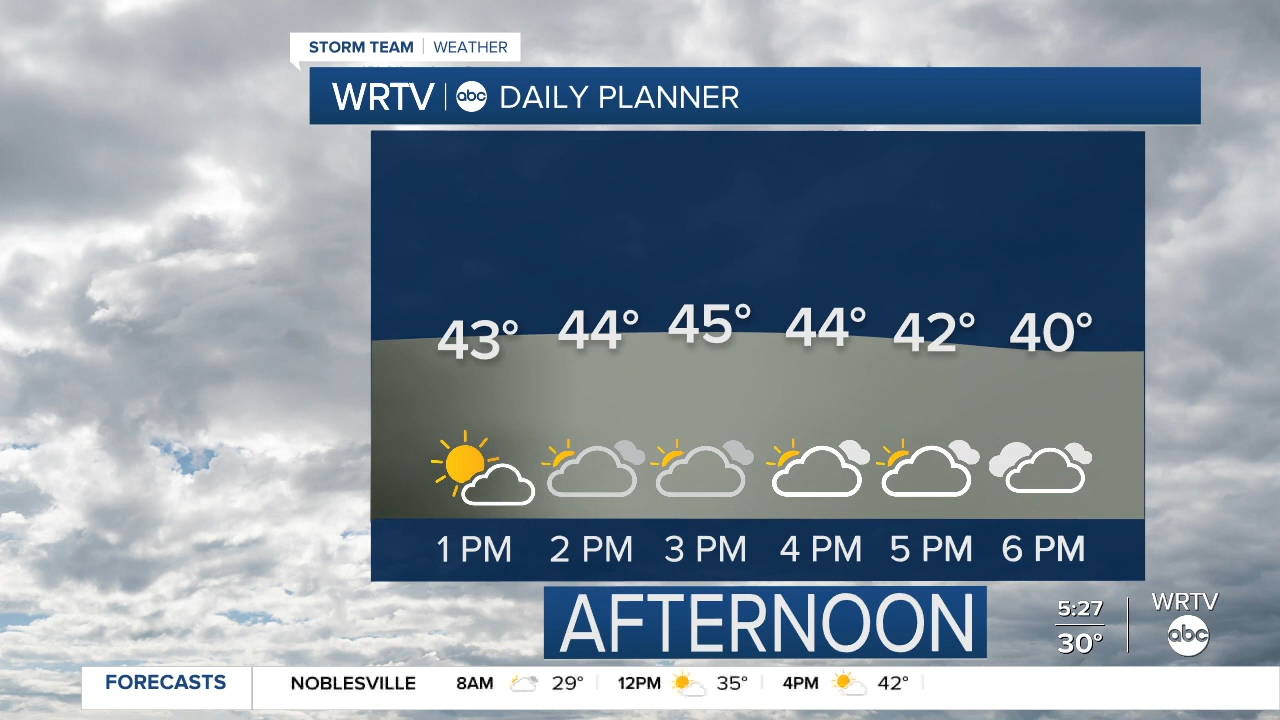 STORM TEAM | WEATHER
WRTV | abc DAILY PLANNER
43° 44° 45° 44° 42° 40°
1 PM 2 PM 3 PM 4 PM 5 PM 6 PM
AFTERNOON
5:27
30°
WRTV
abc
FORECASTS NOBLESVILLE 8AM 29° 12PM 35° 4PM 42°